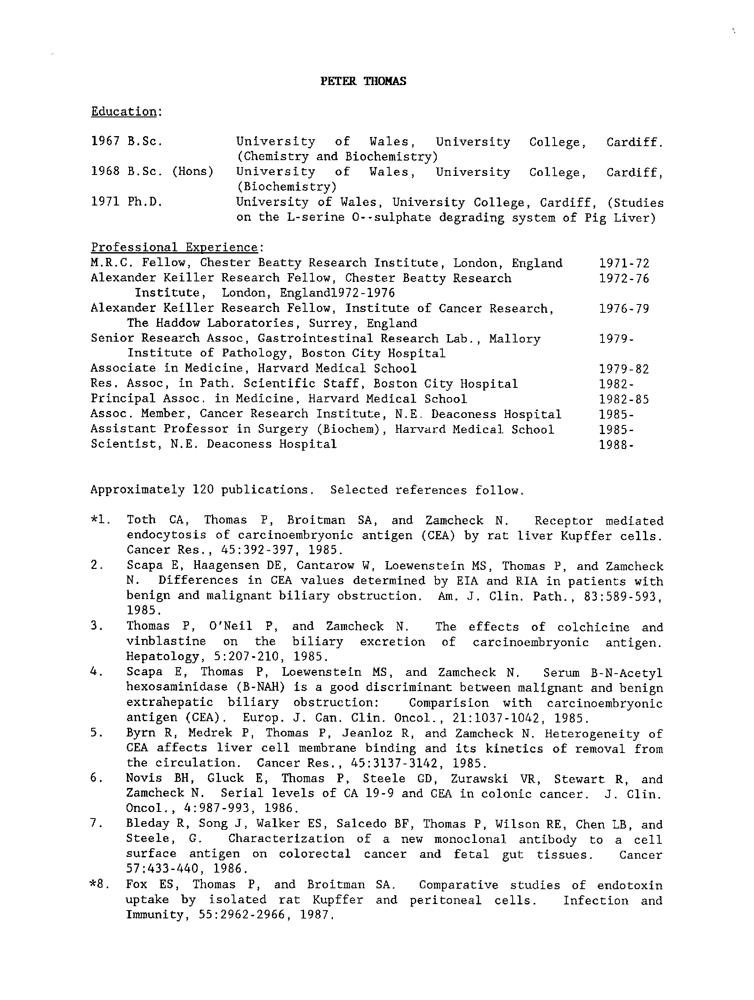 PETER THOMAS
Education:
1967 B.Sc. University of Wales, University College, Cardiff.
(Chemistry and Biochemistry)
1968 B.Sc. (Hons) University of Wales, University College, Cardiff,
(Biochemistry)
1971 Ph.D. University of Wales, University College, Cardiff, (Studies
on the L-serine O--sulphate degrading system of Pig Liver)
Professional Experience:
M.R.C. Fellow, Chester Beatty Research Institute, London, England 1971-72
Alexander Keiller Research Fellow, Chester Beatty Research 1972-76
Institute, London, England1972-1976
Alexander Keiller Research Fellow, Institute of Cancer Research, 1976-79
The Haddow Laboratories, Surrey, England
Senior Research Assoc, Gastrointestinal Research Lab., Mallory 1979-
Institute of Pathology, Boston City Hospital
Associate in Medicine, Harvard Medical School 1979-82
Res. Assoc, in Path. Scientific Staff, Boston City Hospital 1982-
Principal Assoc. in Medicine, Harvard Medical School 1982-85
Assoc. Member, Cancer Research Institute, N.E. Deaconess Hospital 1985-
Assistant Professor in Surgery (Biochem), Harvard Medical School 1985-
Scientist, N.E. Deaconess Hospital 1988-
Approximately 120 publications. Selected references follow.
*1. Toth CA, Thomas P, Broitman SA, and Zamcheck N. Receptor mediated
endocytosis of carcinoembryonic antigen (CEA) by rat liver Kupffer cells.
Cancer Res., 45:392-397, 1985.
2. Scapa E, Haagensen DE, Cantarow W, Loewenstein MS, Thomas P, and Zamcheck
N. Differences in CEA values determined by EIA and RIA in patients with
benign and malignant biliary obstruction. Am. J. Clin. Path., 83:589-593,
1985.
3. Thomas P, O'Neil P, and Zamcheck N. The effects of colchicine and
vinblastine on the biliary excretion of carcinoembryonic antigen.
Hepatology, 5:207-210, 1985.
4. Scapa E, Thomas P, Loewenstein MS, and Zamcheck N. Serum B-N-Acetyl
hexosaminidase (B-NAH) is a good discriminant between malignant and benign
extrahepatic biliary obstruction: Comparision with carcinoembryonic
antigen (CEA). Europ. J. Can. Clin. Oncol., 21:1037-1042, 1985.
5. Byrn R, Medrek P, Thomas P, Jeanloz R, and Zamcheck N. Heterogeneity of
CEA affects liver cell membrane binding and its kinetics of removal from
the circulation. Cancer Res., 45:3137-3142, 1985.
6. Novis BH, Gluck E, Thomas P, Steele GD, Zurawski VR, Stewart R, and
Zamcheck N. Serial levels of CA 19-9 and CEA in colonic cancer. J. Clin.
Oncol., 4:987-993, 1986.
7. Bleday R, Song J, Walker ES, Salcedo BF, Thomas P, Wilson RE, Chen LB, and
Steele, G. Characterization of a new monoclonal antibody to a cell
surface antigen on colorectal cancer and fetal gut tissues. Cancer
57:433-440, 1986.
*8. Fox ES, Thomas P, and Broitman SA. Comparative studies of endotoxin
uptake by isolated rat Kupffer and peritoneal cells. Infection and
Immunity, 55:2962-2966, 1987.